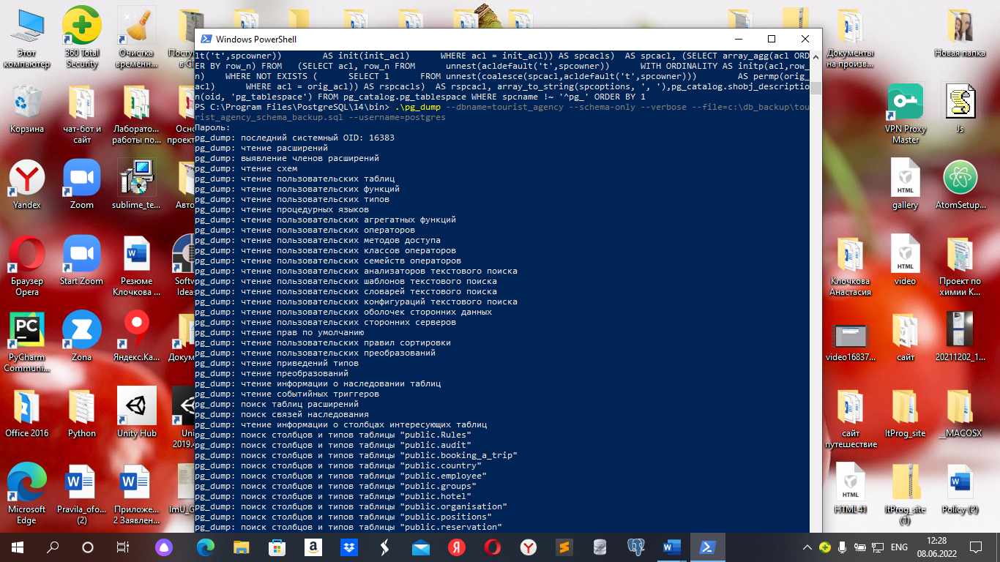 Windows PowerShell
lt('t',spcowner)) AS init(init_acl) WHERE acl = init_acl)) AS spcacls) AS spcacl, (SELECT array_agg(acl ORD
ER BY row_n) FROM (SELECT acl, row_n FROM unnest(acldefault('t',spcowner)) WITH ORDINALITY AS initp(acl,row_
n) WHERE NOT EXISTS ( SELECT 1 FROM unnest(coalesce(spcacl,acldefault('t',spcowner))) AS permp(orig_
acl) WHERE acl = orig_acl)) AS rspcacls) AS rspcacl, array_to_string(spcoptions, ', '),pg_catalog.shobj_descriptio
n(oid, 'pg_tablespace') FROM pg_catalog.pg_tablespace WHERE spcname !~ '^pg_' ORDER BY 1
PS C:\Program Files\PostgreSQL\14\bin> .\pg_dump --dbname=tourist_agency --schema-only --verbose --file=c:\db_backup\tou
rist_agency_schema_backup.sql --username=postgres
Пароль:
pg_dump: последний системный OID: 16383
pg_dump: чтение расширений
pg_dump: выявление членов расширений
pg_dump: чтение схем
pg_dump: чтение пользовательских таблиц
pg_dump: чтение пользовательских функций
pg_dump: чтение пользовательских типов
pg_dump: чтение процедурных языков
pg_dump: чтение пользовательских агрегатных функций
pg_dump: чтение пользовательских операторов
pg_dump: чтение пользовательских методов доступа
pg_dump: чтение пользовательских классов операторов
pg_dump: чтение пользовательских семейств операторов
pg_dump: чтение пользовательских анализаторов текстового поиска
pg_dump: чтение пользовательских шаблонов текстового поиска
pg_dump: чтение пользовательских словарей текстового поиска
pg_dump: чтение пользовательских конфигураций текстового поиска
pg_dump: чтение пользовательских оболочек сторонних данных
pg_dump: чтение пользовательских сторонних серверов
pg_dump: чтение прав по умолчанию
pg_dump: чтение пользовательских правил сортировки
pg_dump: чтение пользовательских преобразований
pg_dump: чтение приведений типов
pg_dump: чтение преобразований
pg_dump: чтение информации о наследовании таблиц
pg_dump: чтение событийных триггеров
pg_dump: поиск таблиц расширений
pg_dump: поиск связей наследования
pg_dump: чтение информации о столбцах интересующих таблиц
pg_dump: поиск столбцов и типов таблицы "public.Rules"
pg_dump: поиск столбцов и типов таблицы "public.audit"
pg_dump: поиск столбцов и типов таблицы "public.booking_a_trip"
pg_dump: поиск столбцов и типов таблицы "public.country"
pg_dump: поиск столбцов и типов таблицы "public.employee"
pg_dump: поиск столбцов и типов таблицы "public.groups"
pg_dump: поиск столбцов и типов таблицы "public.hotel"
pg_dump: поиск столбцов и типов таблицы "public.organisation"
pg_dump: поиск столбцов и типов таблицы "public.positions"
pg_dump: поиск столбцов и типов таблицы "public.reservation"
Этот
компьютер
360 Total
Security
Очистка
временн...
Поступ
в С
Корзина
чат-бот и
сайт
Лаборато...
работы по...
Осно
проект
Yandex
Zoom
sublime_te...
Авто
Браузер
Opera
Start Zoom
Резюме
Клочкова ...
Softw
Ideas
PC
PyCharm
Communi...
Zona
Яндекс.Ка...
Докум
Office 2016
Python
Unity Hub
Uni
2019.4
Microsoft
Edge
Pravila_ofo...
(2)
Приложе...
2 Заявлен...
ImU_G
Документы
на произв...
Новая папка
VPN Proxy
Master
Js
HTML
gallery
AtomSetup...
Клочкова
Анастасия
HTML
video
Проект по
химии К...
video16837...
сайт
20211202_1...
сайт
путешествие
ItProg_site
__MACOSX
HTML
HTML41
ItProg_site
(1)
Policy (2)
ENG
12:28
08.06.2022